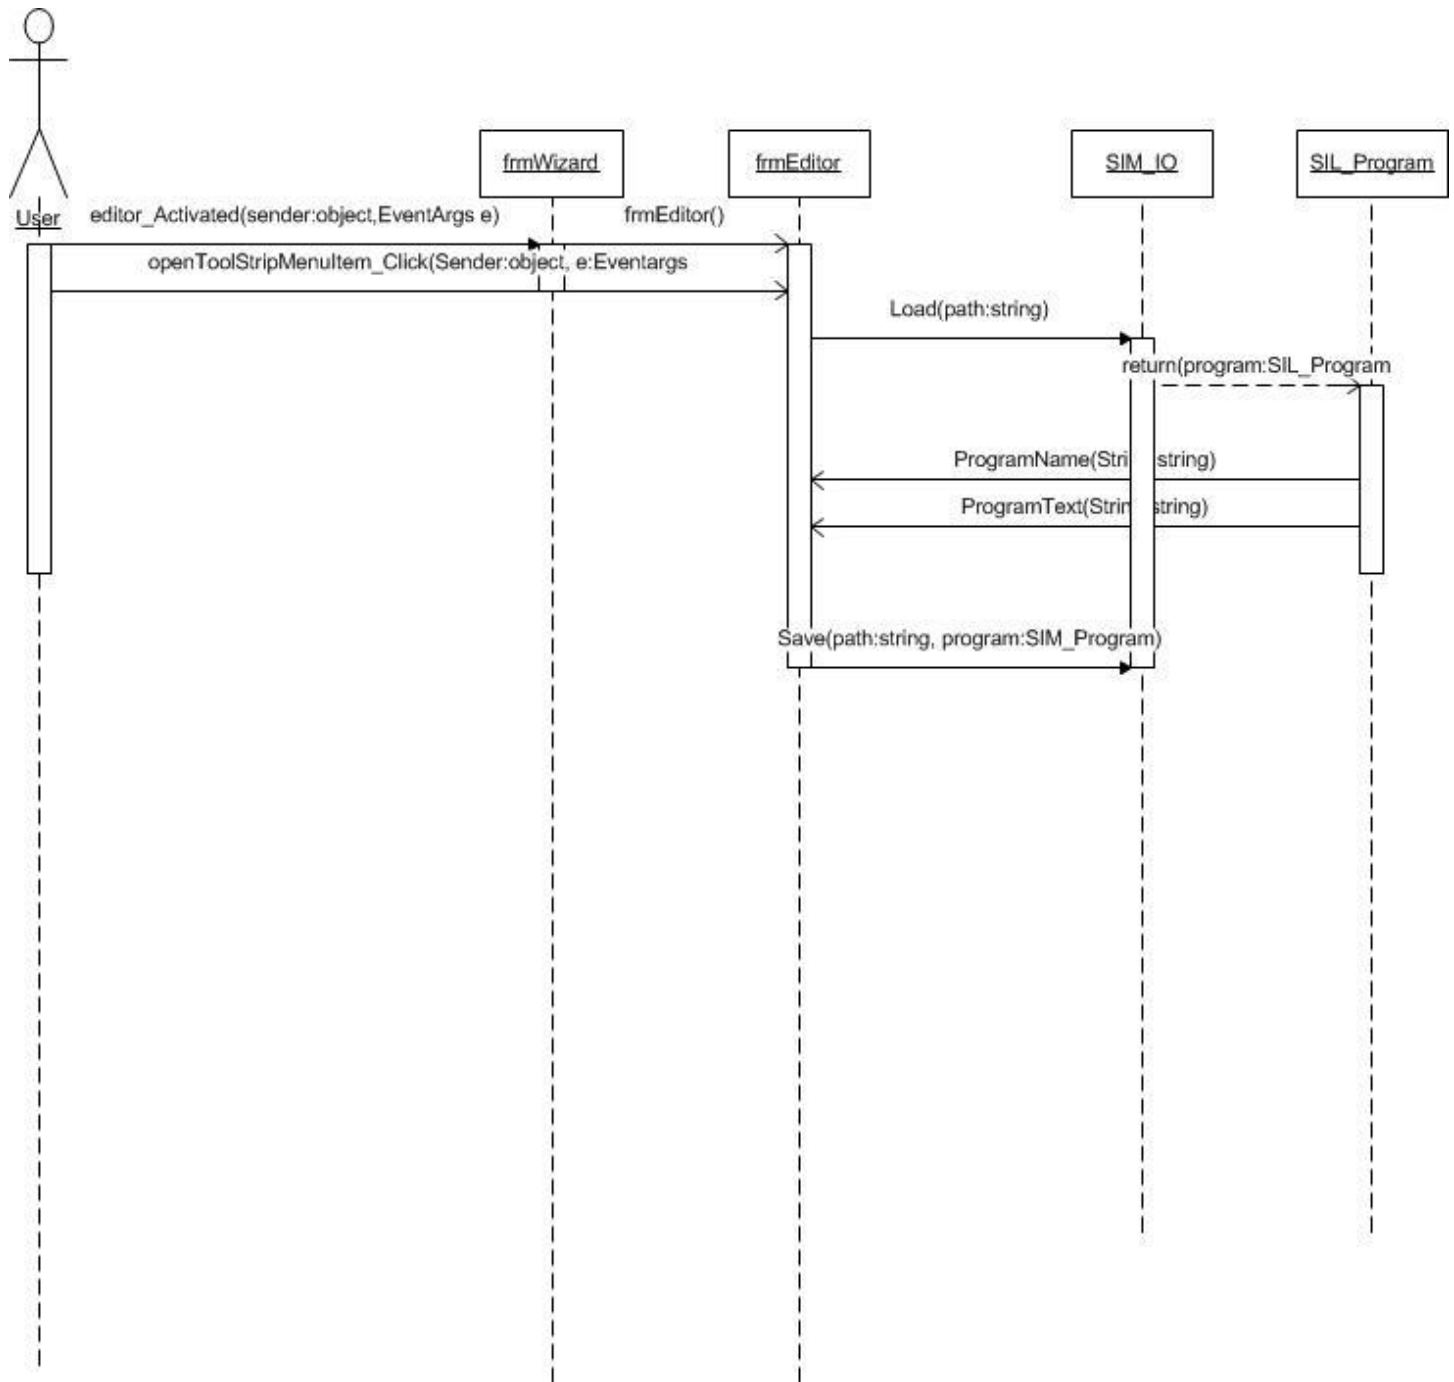 frmWizard
frmEditor
SIM_IO
SIL_Program
User
editor_Activated(sender:object,EventArgs e)
frmEditor()
openToolStripMenuItem_Click(Sender:object, e:Eventargs
Load(path:string)
return(program:SIL_Program
ProgramName(Stri string)
ProgramText(Strin string)
Save(path:string, program:SIM_Program)